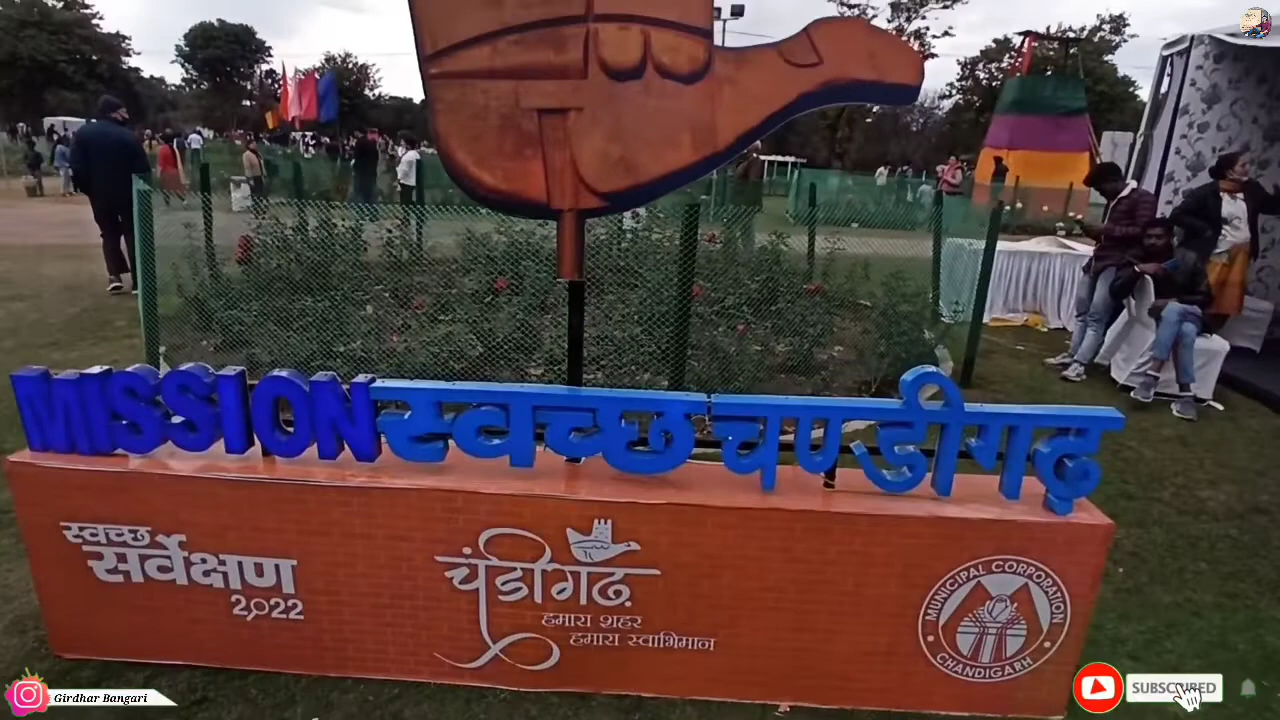 MISSION स्वच्छ चण्डीगढ़
स्वच्छ
सर्वेक्षण
2022
चंडीगढ़
हमारा शहर
हमारा स्वाभिमान
MUNICIPAL CORPORATION
CHANDIGARH
Girdhar Bangari
SUBSCRIBED